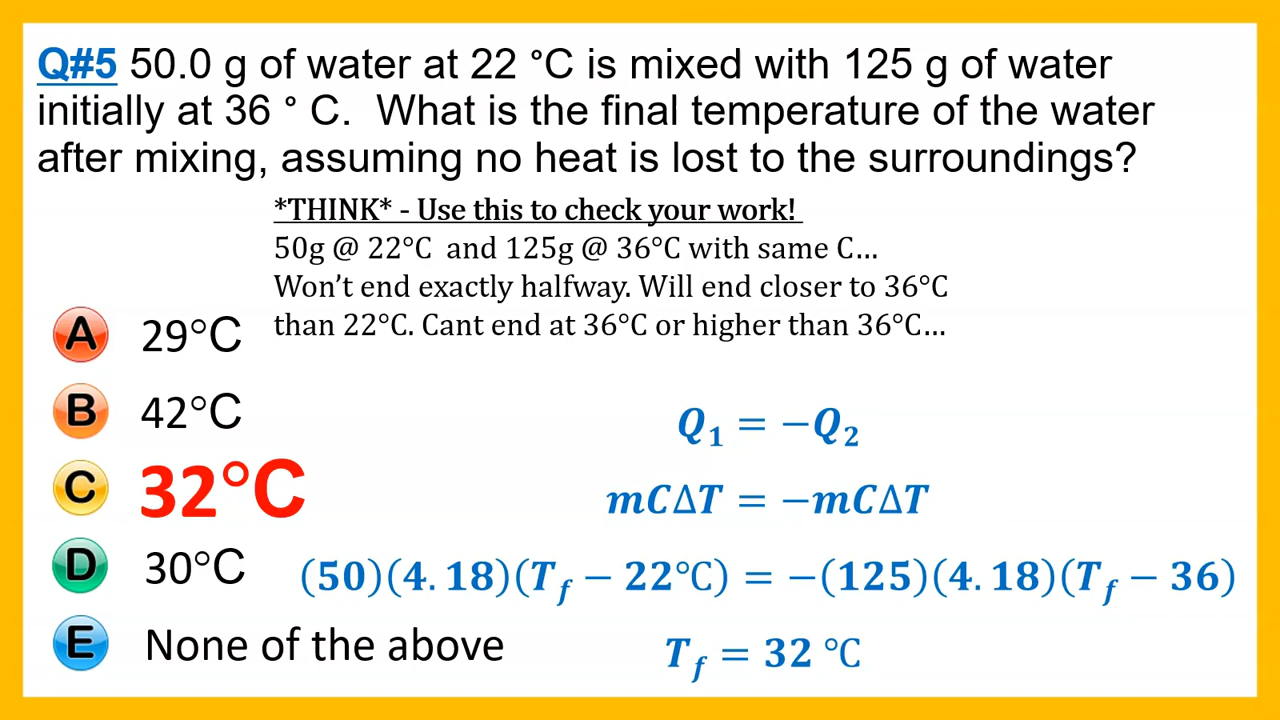 Q#5 50.0 g of water at 22 °C is mixed with 125 g of water
initially at 36 ° C.  What is the final temperature of the water
after mixing, assuming no heat is lost to the surroundings?
*THINK* - Use this to check your work!
50g @ 22°C  and 125g @ 36°C with same C…
Won't end exactly halfway. Will end closer to 36°C
than 22°C. Cant end at 36°C or higher than 36°C…
A 29°C
B 42°C
C 32°C
D 30°C
E None of the above
Q₁ = −Q₂
mCΔT = −mCΔT
(50)(4.18)(T_f − 22°C) = −(125)(4.18)(T_f − 36)
T_f = 32 °C